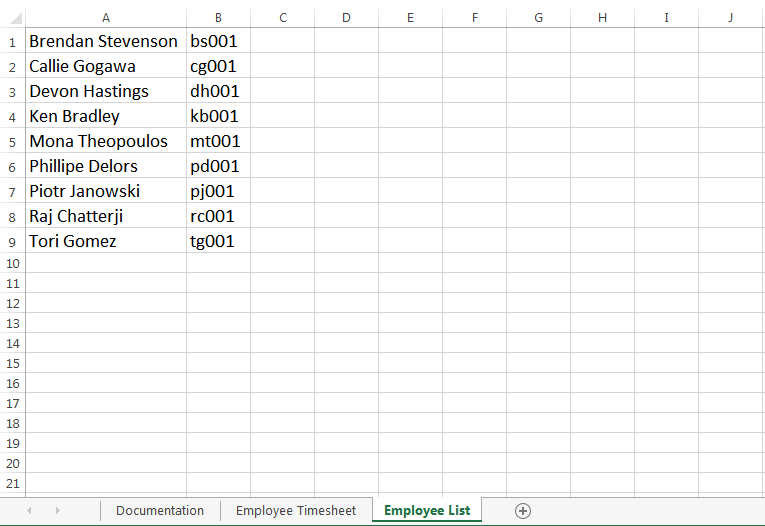 A B C D E F G H I J
1 Brendan Stevenson bs001
2 Callie Gogawa cg001
3 Devon Hastings dh001
4 Ken Bradley kb001
5 Mona Theopoulos mt001
6 Phillipe Delors pd001
7 Piotr Janowski pj001
8 Raj Chatterji rc001
9 Tori Gomez tg001
10
11
12
13
14
15
16
17
18
19
20
21
Documentation Employee Timesheet Employee List